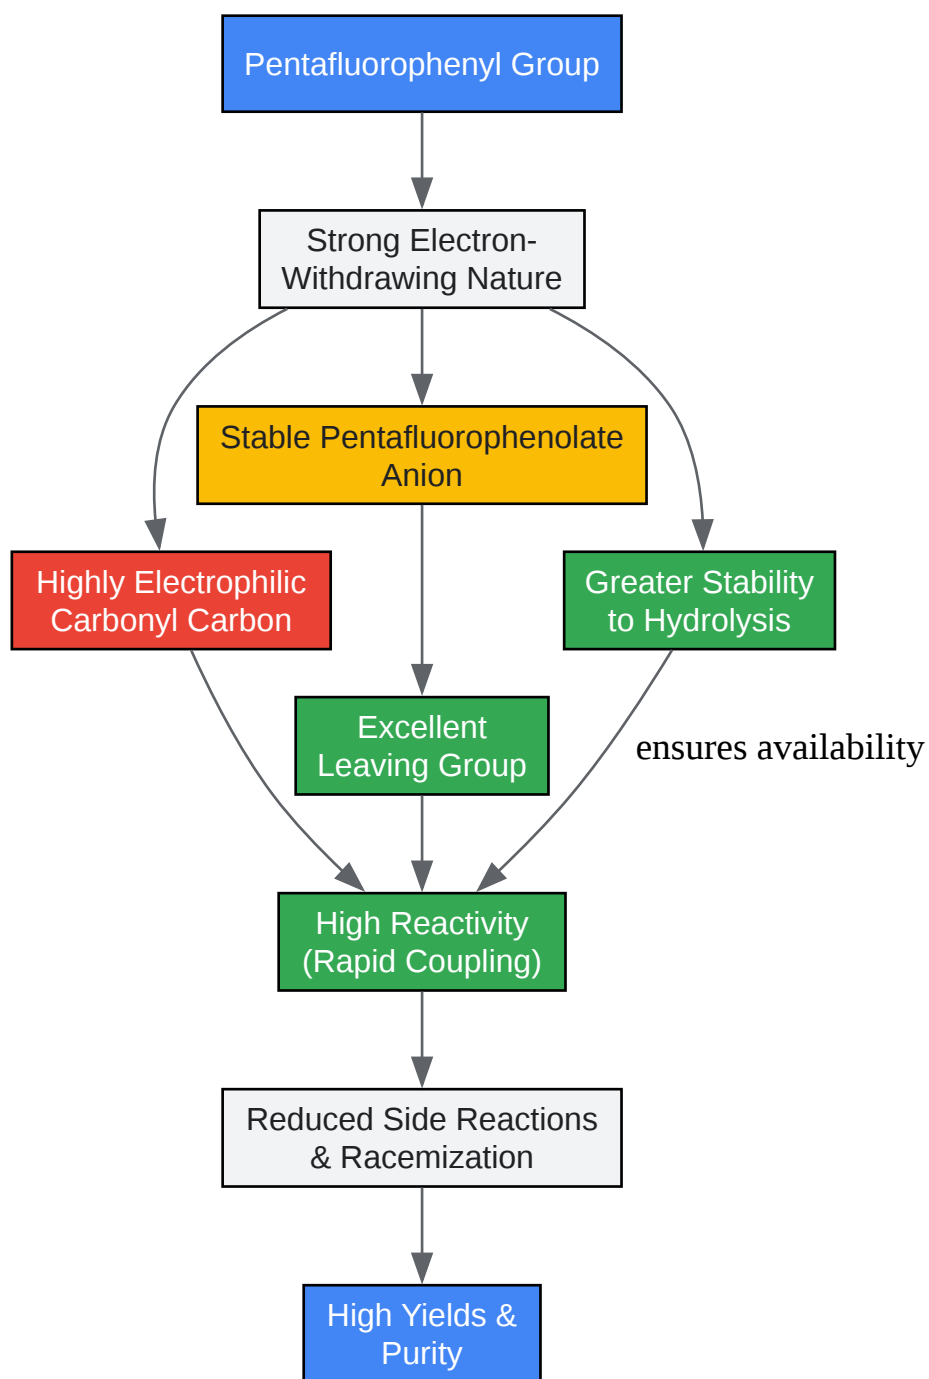 Pentafluorophenyl Group
Strong Electron-
Withdrawing Nature
Stable Pentafluorophenolate
Anion
Highly Electrophilic
Carbonyl Carbon
Greater Stability
to Hydrolysis
Excellent
Leaving Group
ensures availability
High Reactivity
(Rapid Coupling)
Reduced Side Reactions
& Racemization
High Yields &
Purity